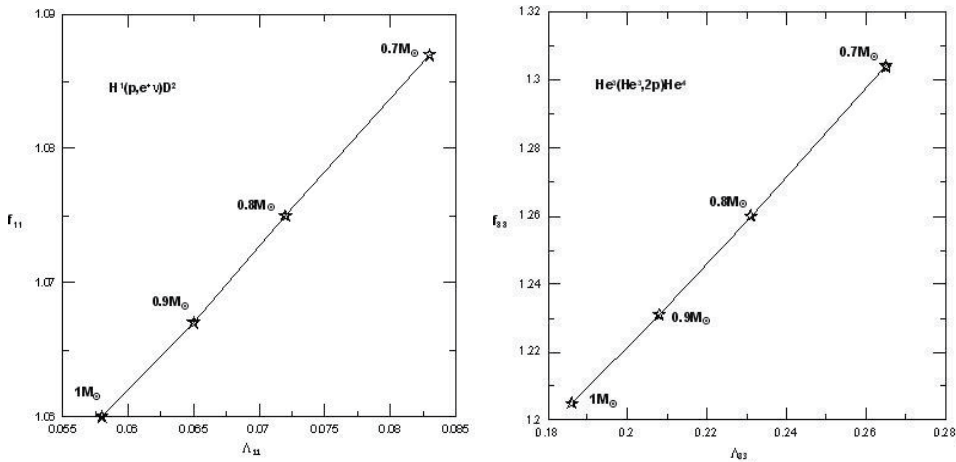 1.09
0.7M⊙
H¹(p,e⁺ν)D²
1.08
0.8M⊙
f₁₁
1.07
0.9M⊙
1M⊙
1.06
0.055 0.06 0.065 0.07 0.075 0.08 0.085
Λ₁₁
1.32
0.7M⊙
1.3
He³(He³,2p)He⁴
1.28
0.8M⊙
1.26
f₃₃
1.24
0.9M⊙
1.22
1M⊙
1.2
0.18 0.2 0.22 0.24 0.26 0.28
Λ₃₃